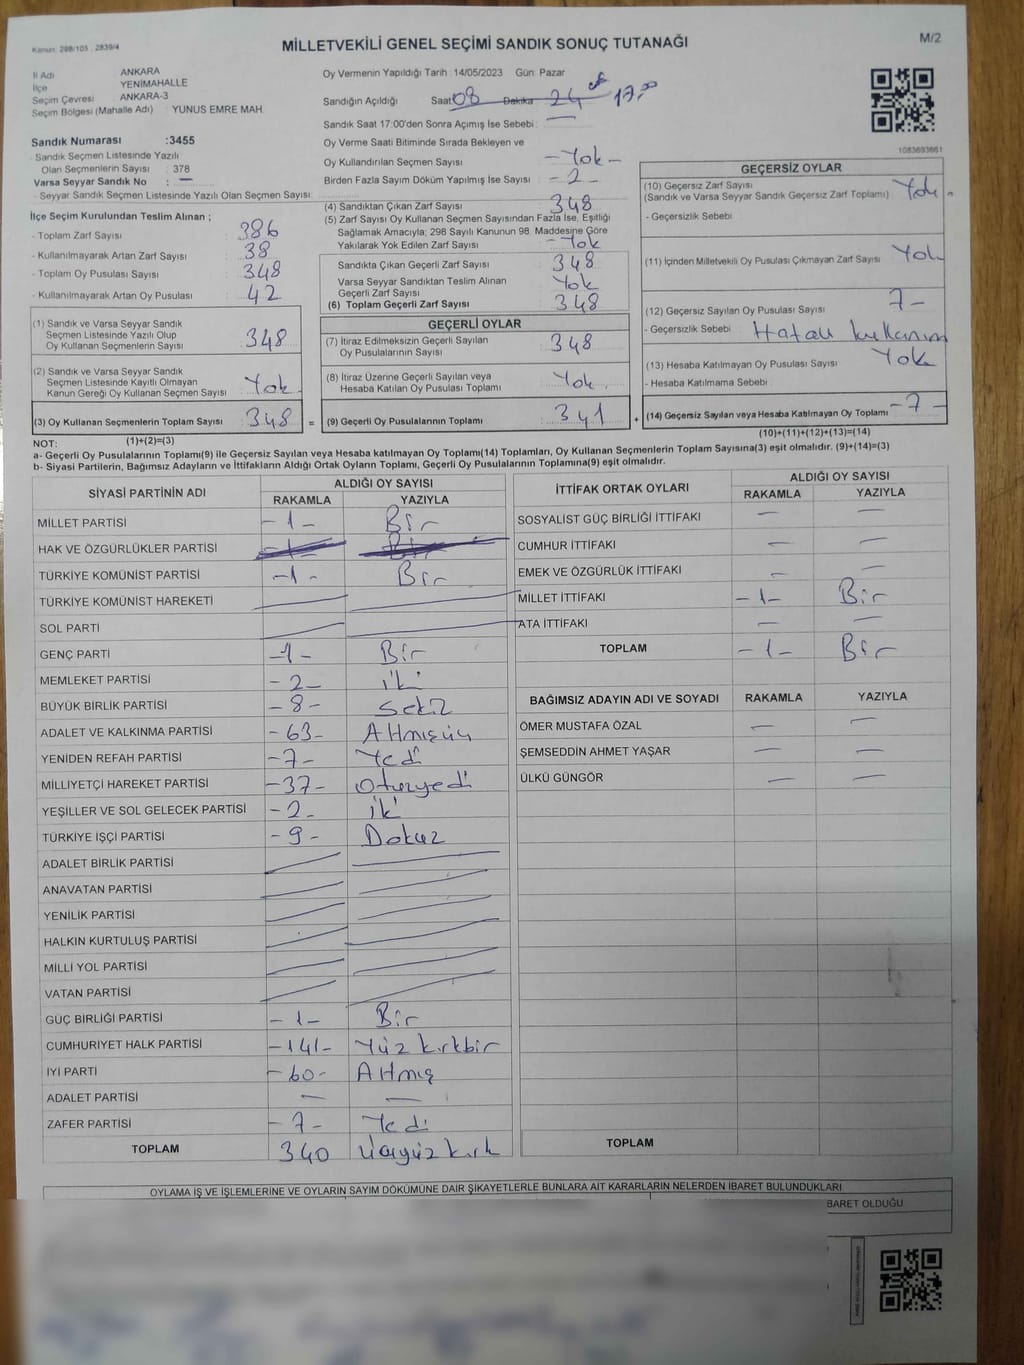 Kanun: 298/105 , 2839/4
MİLLETVEKİLİ GENEL SEÇİMİ SANDIK SONUÇ TUTANAĞI
M/2
İl Adı ANKARA
İlçe YENİMAHALLE
Seçim Çevresi ANKARA-3
Seçim Bölgesi (Mahalle Adı) YUNUS EMRE MAH.
Oy Vermenin Yapıldığı Tarih : 14/05/2023 Gün: Pazar
Sandığın Açıldığı Saat 08 Dakika 24 17.00
Sandık Saat 17:00'den Sonra Açımış İse Sebebi : —
Sandık Numarası :3455
- Sandık Seçmen Listesinde Yazılı
Olan Seçmenlerin Sayısı : 378
Varsa Seyyar Sandık No : —
- Seyyar Sandık Seçmen Listesinde Yazılı Olan Seçmen Sayısı:
Oy Verme Saati Bitiminde Sırada Bekleyen ve
Oy Kullandırılan Seçmen Sayısı - Yok -
Birden Fazla Sayım Döküm Yapılmış İse Sayısı - 2 -
1083693661
İlçe Seçim Kurulundan Teslim Alınan ;
- Toplam Zarf Sayısı : 386
- Kullanılmayarak Artan Zarf Sayısı : 38
- Toplam Oy Pusulası Sayısı : 348
- Kullanılmayarak Artan Oy Pusulası : 42
(1) Sandık ve Varsa Seyyar Sandık
Seçmen Listesinde Yazılı Olup
Oy Kullanan Seçmenlerin Sayısı : 348
(2) Sandık ve Varsa Seyyar Sandık
Seçmen Listesinde Kayıtlı Olmayan
Kanun Gereği Oy Kullanan Seçmen Sayısı : Yok
(3) Oy Kullanan Seçmenlerin Toplam Sayısı : 348 =
(4) Sandıktan Çıkan Zarf Sayısı 348
(5) Zarf Sayısı Oy Kullanan Seçmen Sayısından Fazla İse, Eşitliği
Sağlamak Amacıyla; 298 Sayılı Kanunun 98. Maddesine Göre
Yakılarak Yok Edilen Zarf Sayısı - Yok
Sandıkta Çıkan Geçerli Zarf Sayısı : 348
Varsa Seyyar Sandıktan Teslim Alınan
Geçerli Zarf Sayısı : Yok
(6) Toplam Geçerli Zarf Sayısı : 348
GEÇERLİ OYLAR
(7) İtiraz Edilmeksizin Geçerli Sayılan
Oy Pusulalarının Sayısı : 348
(8) İtiraz Üzerine Geçerli Sayılan veya
Hesaba Katılan Oy Pusulası Toplamı : Yok
(9) Geçerli Oy Pusulalarının Toplamı : 341 +
GEÇERSİZ OYLAR
(10) Geçersiz Zarf Sayısı
(Sandık ve Varsa Seyyar Sandık Geçersiz Zarf Toplamı) : Yok -
- Geçersizlik Sebebi
(11) İçinden Milletvekili Oy Pusulası Çıkmayan Zarf Sayısı Yok
(12) Geçersiz Sayılan Oy Pusulası Sayısı : 7 -
- Geçersizlik Sebebi : Hatalı kullanım
(13) Hesaba Katılmayan Oy Pusulası Sayısı : Yok
- Hesaba Katılmama Sebebi
(14) Geçersiz Sayılan veya Hesaba Katılmayan Oy Toplamı - 7 -
(10)+(11)+(12)+(13)=(14)
NOT: (1)+(2)=(3)
a- Geçerli Oy Pusulalarının Toplamı(9) ile Geçersiz Sayılan veya Hesaba katılmayan Oy Toplamı(14) Toplamları, Oy Kullanan Seçmenlerin Toplam Sayısına(3) eşit olmalıdır. (9)+(14)=(3)
b- Siyasi Partilerin, Bağımsız Adayların ve İttifakların Aldığı Ortak Oyların Toplamı, Geçerli Oy Pusulalarının Toplamına(9) eşit olmalıdır.
SİYASİ PARTİNİN ADI ALDIĞI OY SAYISI
RAKAMLA YAZIYLA
MİLLET PARTİSİ - 1 - Bir
HAK VE ÖZGÜRLÜKLER PARTİSİ
TÜRKİYE KOMÜNİST PARTİSİ - 1 - Bir
TÜRKİYE KOMÜNİST HAREKETİ
SOL PARTİ
GENÇ PARTİ - 1 - Bir
MEMLEKET PARTİSİ - 2 - iki
BÜYÜK BİRLİK PARTİSİ - 8 - Sekiz
ADALET VE KALKINMA PARTİSİ - 63 - Altmışüç
YENİDEN REFAH PARTİSİ - 7 - Yedi
MİLLİYETÇİ HAREKET PARTİSİ - 37 - Otuzyedi
YEŞİLLER VE SOL GELECEK PARTİSİ - 2 - iki
TÜRKİYE İŞÇİ PARTİSİ - 9 - Dokuz
ADALET BİRLİK PARTİSİ
ANAVATAN PARTİSİ
YENİLİK PARTİSİ
HALKIN KURTULUŞ PARTİSİ
MİLLİ YOL PARTİSİ
VATAN PARTİSİ
GÜÇ BİRLİĞİ PARTİSİ - 1 - Bir
CUMHURİYET HALK PARTİSİ - 141 - Yüz kırkbir
İYİ PARTİ - 60 - Altmış
ADALET PARTİSİ — —
ZAFER PARTİSİ - 7 - Yedi
TOPLAM 340 Üçyüz kırk
İTTİFAK ORTAK OYLARI ALDIĞI OY SAYISI
RAKAMLA YAZIYLA
SOSYALİST GÜÇ BİRLİĞİ İTTİFAKI — —
CUMHUR İTTİFAKI — —
EMEK VE ÖZGÜRLÜK İTTİFAKI — —
MİLLET İTTİFAKI - 1 - Bir
ATA İTTİFAKI — —
TOPLAM - 1 - Bir
BAĞIMSIZ ADAYIN ADI VE SOYADI RAKAMLA YAZIYLA
ÖMER MUSTAFA ÖZAL — —
ŞEMSEDDİN AHMET YAŞAR — —
ÜLKÜ GÜNGÖR — —
TOPLAM
OYLAMA İŞ VE İŞLEMLERİNE VE OYLARIN SAYIM DÖKÜMÜNE DAİR ŞİKAYETLERLE BUNLARA AİT KARARLARIN NELERDEN İBARET BULUNDUKLARI
BARET OLDUĞU